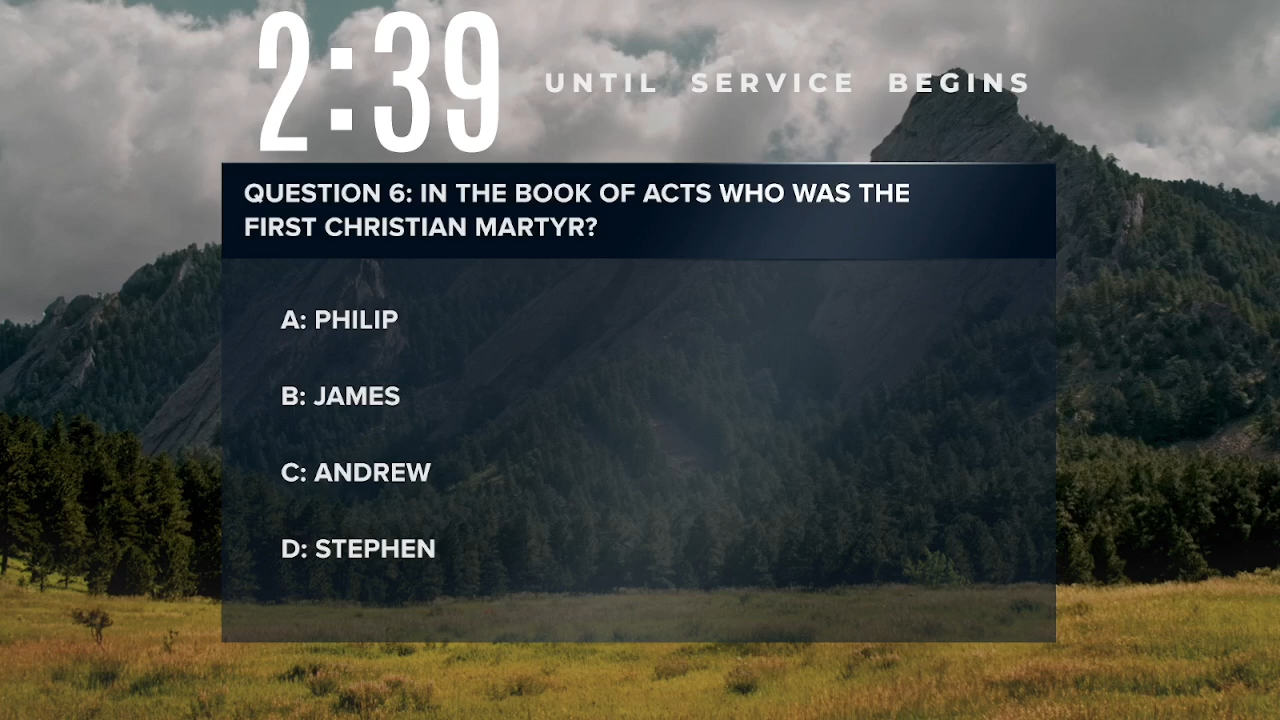 2:39 UNTIL SERVICE BEGINS
QUESTION 6: IN THE BOOK OF ACTS WHO WAS THE
FIRST CHRISTIAN MARTYR?
A: PHILIP
B: JAMES
C: ANDREW
D: STEPHEN